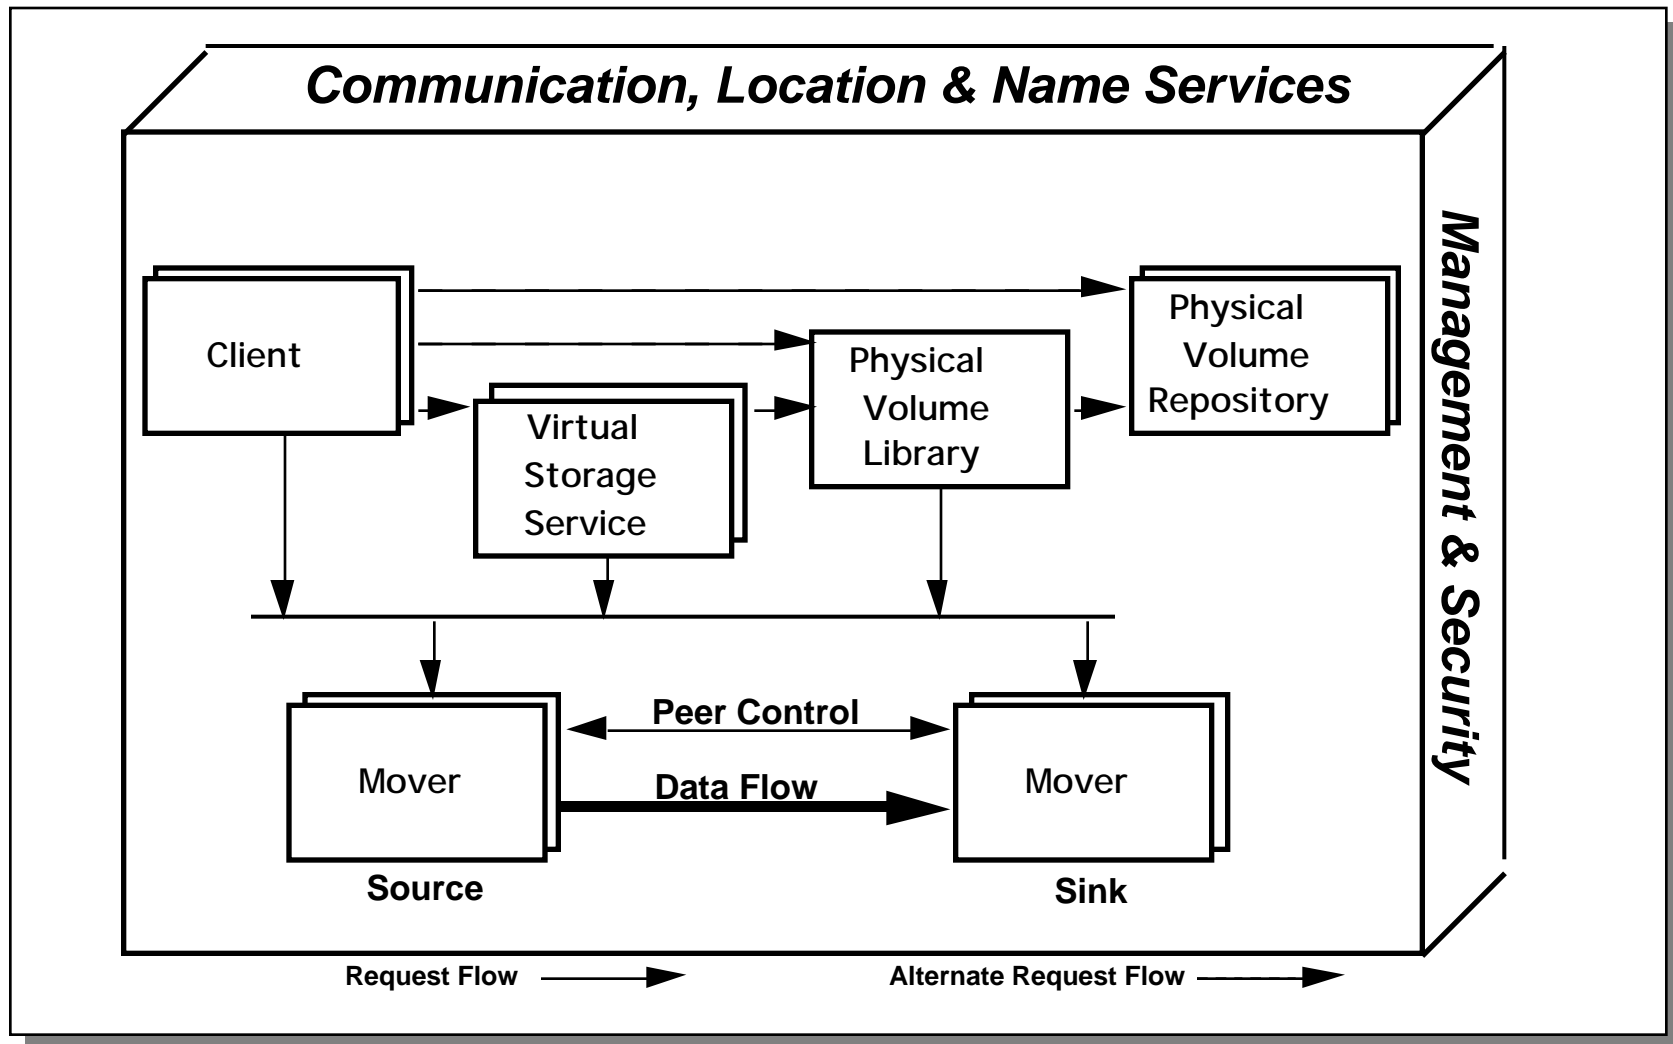 Communication, Location & Name Services
Management & Security
Client
Virtual
Storage
Service
Physical
Volume
Library
Physical
Volume
Repository
Peer Control
Data Flow
Mover
Mover
Source
Sink
Request Flow
Alternate Request Flow